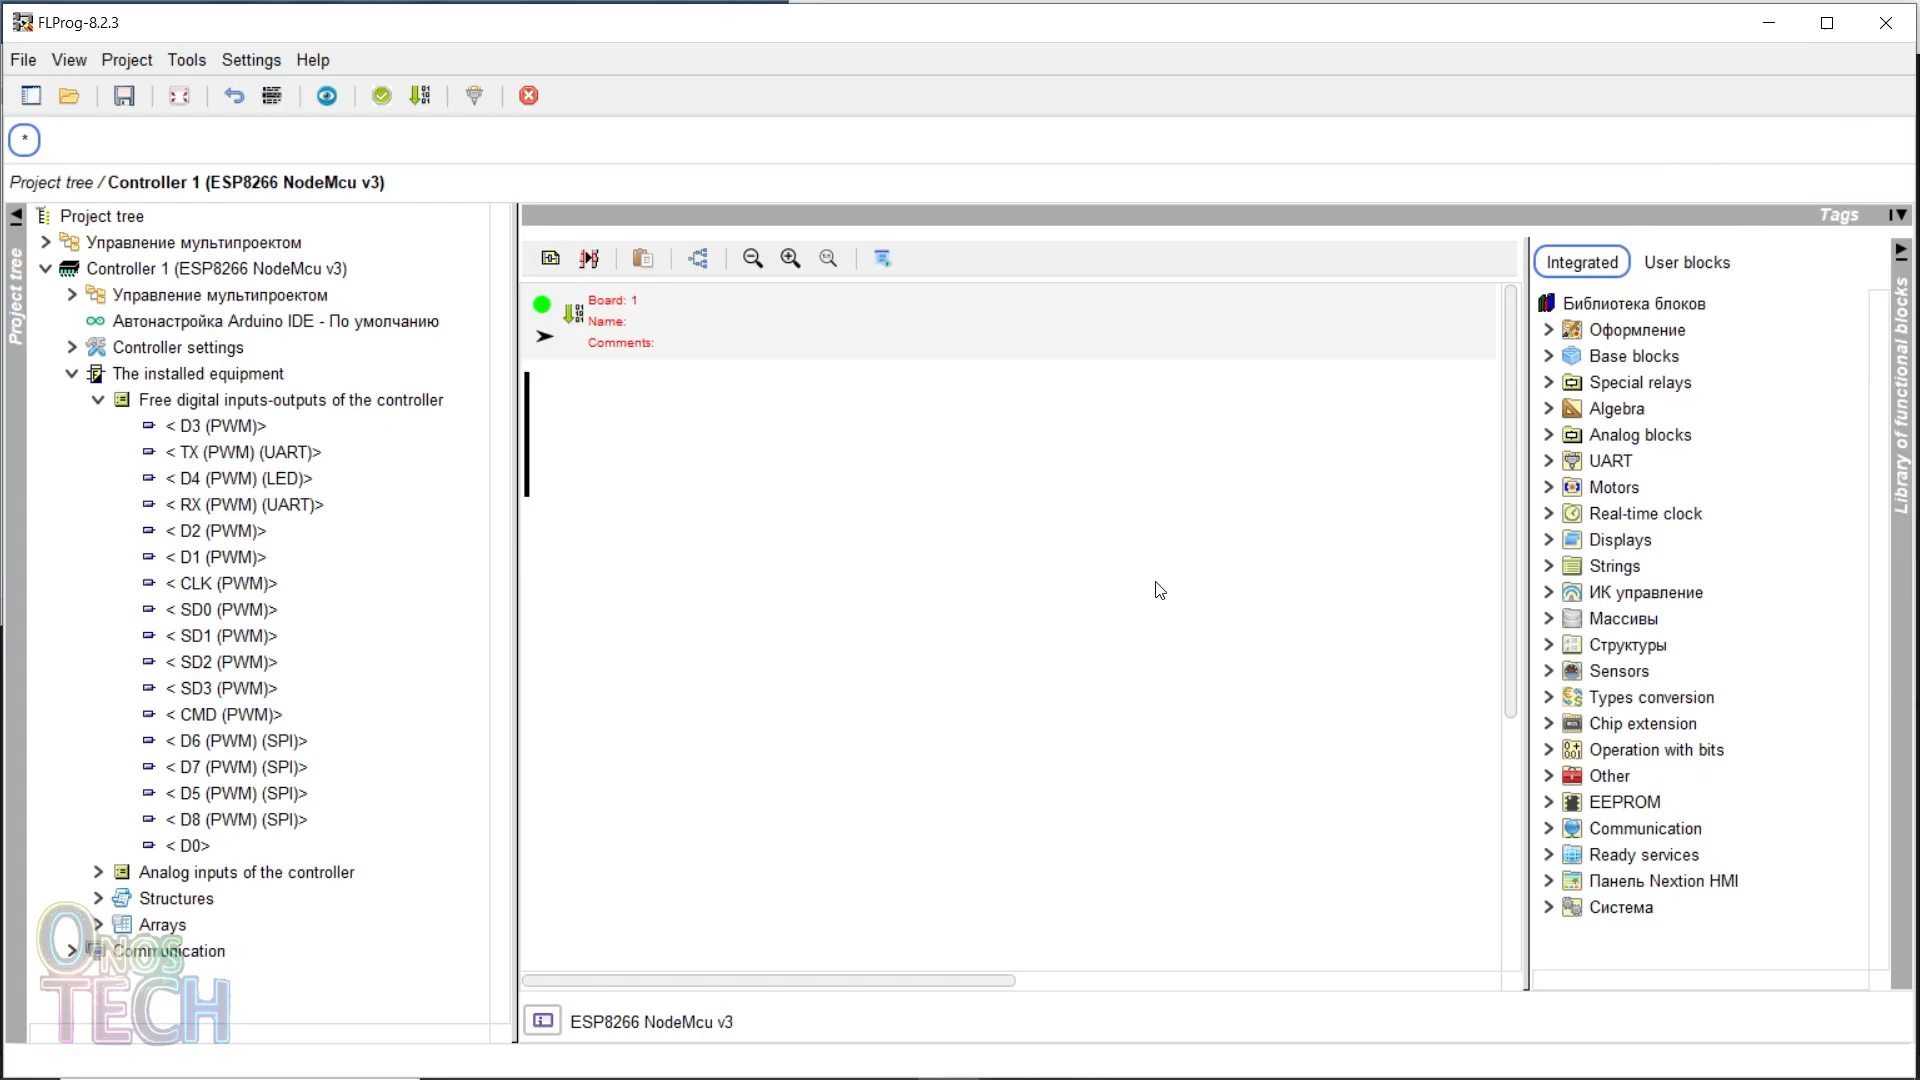 FLProg-8.2.3
File View Project Tools Settings Help
*
Project tree / Controller 1 (ESP8266 NodeMcu v3)
Project tree
Project tree
Управление мультипроектом
Controller 1 (ESP8266 NodeMcu v3)
Управление мультипроектом
Автонастройка Arduino IDE - По умолчанию
Controller settings
The installed equipment
Free digital inputs-outputs of the controller
< D3 (PWM)>
< TX (PWM) (UART)>
< D4 (PWM) (LED)>
< RX (PWM) (UART)>
< D2 (PWM)>
< D1 (PWM)>
< CLK (PWM)>
< SD0 (PWM)>
< SD1 (PWM)>
< SD2 (PWM)>
< SD3 (PWM)>
< CMD (PWM)>
< D6 (PWM) (SPI)>
< D7 (PWM) (SPI)>
< D5 (PWM) (SPI)>
< D8 (PWM) (SPI)>
< D0>
Analog inputs of the controller
Structures
Arrays
Communication
ONOS
TECH
Tags
Board: 1
Name:
Comments:
ESP8266 NodeMcu v3
Integrated User blocks
Библиотека блоков
Оформление
Base blocks
Special relays
Algebra
Analog blocks
UART
Motors
Real-time clock
Displays
Strings
ИК управление
Массивы
Структуры
Sensors
Types conversion
Chip extension
Operation with bits
Other
EEPROM
Communication
Ready services
Панель Nextion HMI
Система
Library of functional blocks